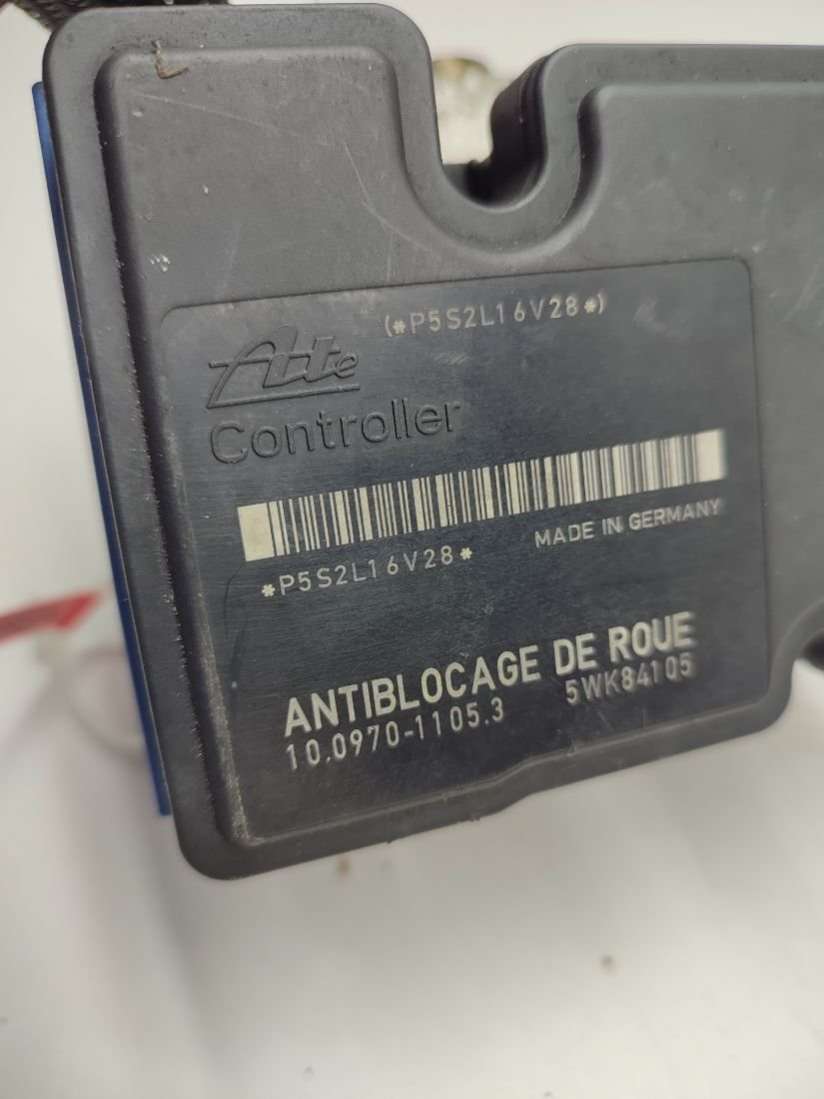 (*P5S2L16V28*)
Ate
Controller
*P5S2L16V28*
MADE IN GERMANY
ANTIBLOCAGE DE ROUE
10.0970-1105.3 5WK84105